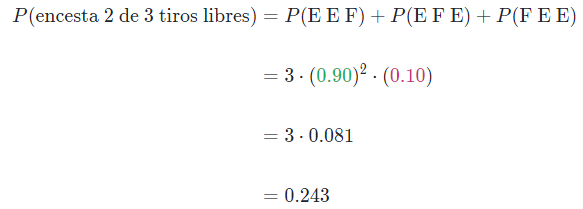 P(encesta 2 de 3 tiros libres) = P(E E F) + P(E F E) + P(F E E)
= 3 · (0.90)² · (0.10)
= 3 · 0.081
= 0.243